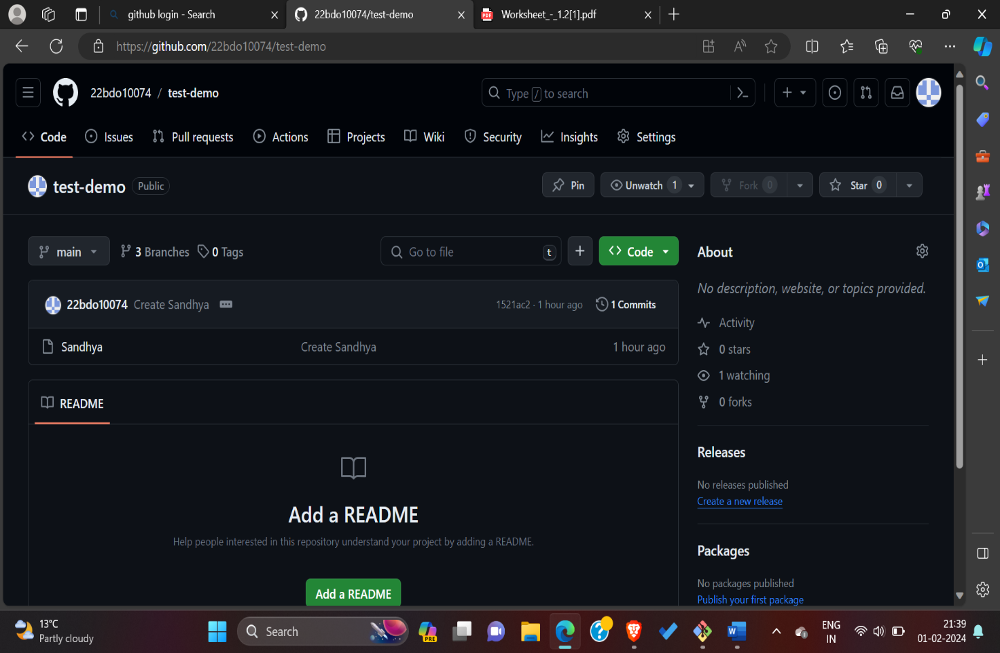 github login - Search
22bdo10074/test-demo
Worksheet_-_1.2[1].pdf
https://github.com/22bdo10074/test-demo
22bdo10074 / test-demo
Type / to search
Code
Issues
Pull requests
Actions
Projects
Wiki
Security
Insights
Settings
test-demo Public
Pin
Unwatch 1
Fork 0
Star 0
main
3 Branches
0 Tags
Go to file t
Code
22bdo10074 Create Sandhya
1521ac2 · 1 hour ago
1 Commits
Sandhya
Create Sandhya
1 hour ago
README
Add a README
Help people interested in this repository understand your project by adding a README.
Add a README
About
No description, website, or topics provided.
Activity
0 stars
1 watching
0 forks
Releases
No releases published
Create a new release
Packages
No packages published
Publish your first package
13°C
Partly cloudy
Search
PRE
ENG
IN
21:39
01-02-2024